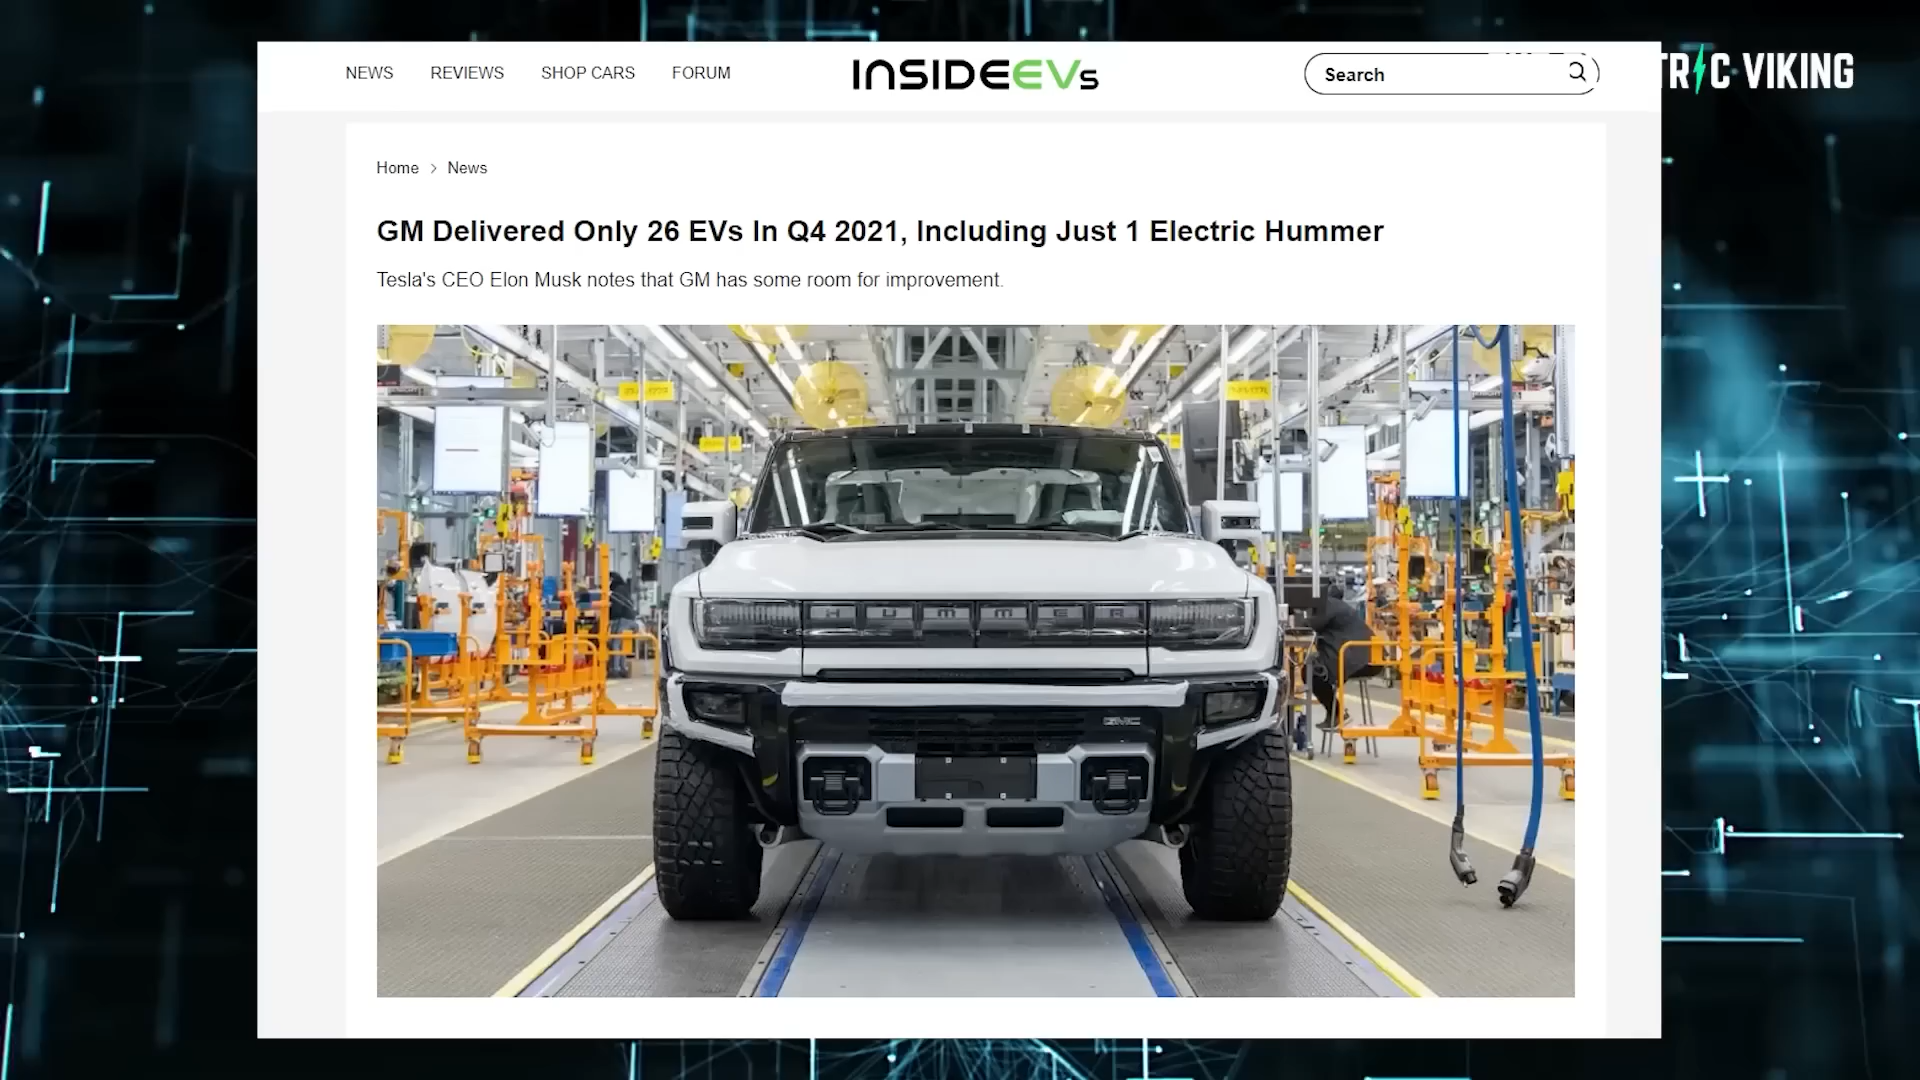 NEWS REVIEWS SHOP CARS FORUM INSIDEEVs Search
TRIC VIKING
Home > News
GM Delivered Only 26 EVs In Q4 2021, Including Just 1 Electric Hummer
Tesla's CEO Elon Musk notes that GM has some room for improvement.
HUMMER
GMC